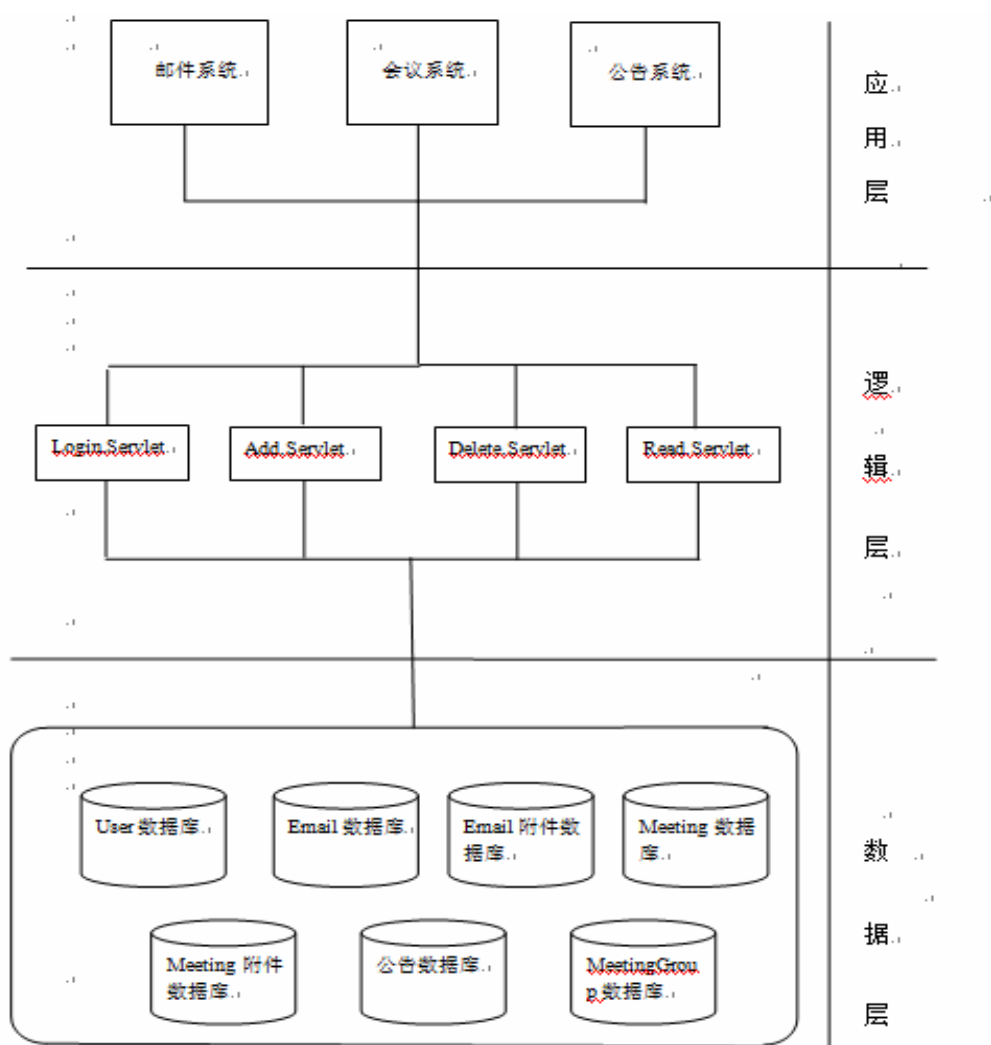 邮件系统
会议系统
公告系统
应
用
层
Login Servlet
Add Servlet
Delete Servlet
Read Servlet
逻
辑
层
User 数据库
Email 数据库
Email 附件数
据库
Meeting 数据
库
Meeting 附件
数据库
公告数据库
MeetingGrou
p 数据库
数
据
层